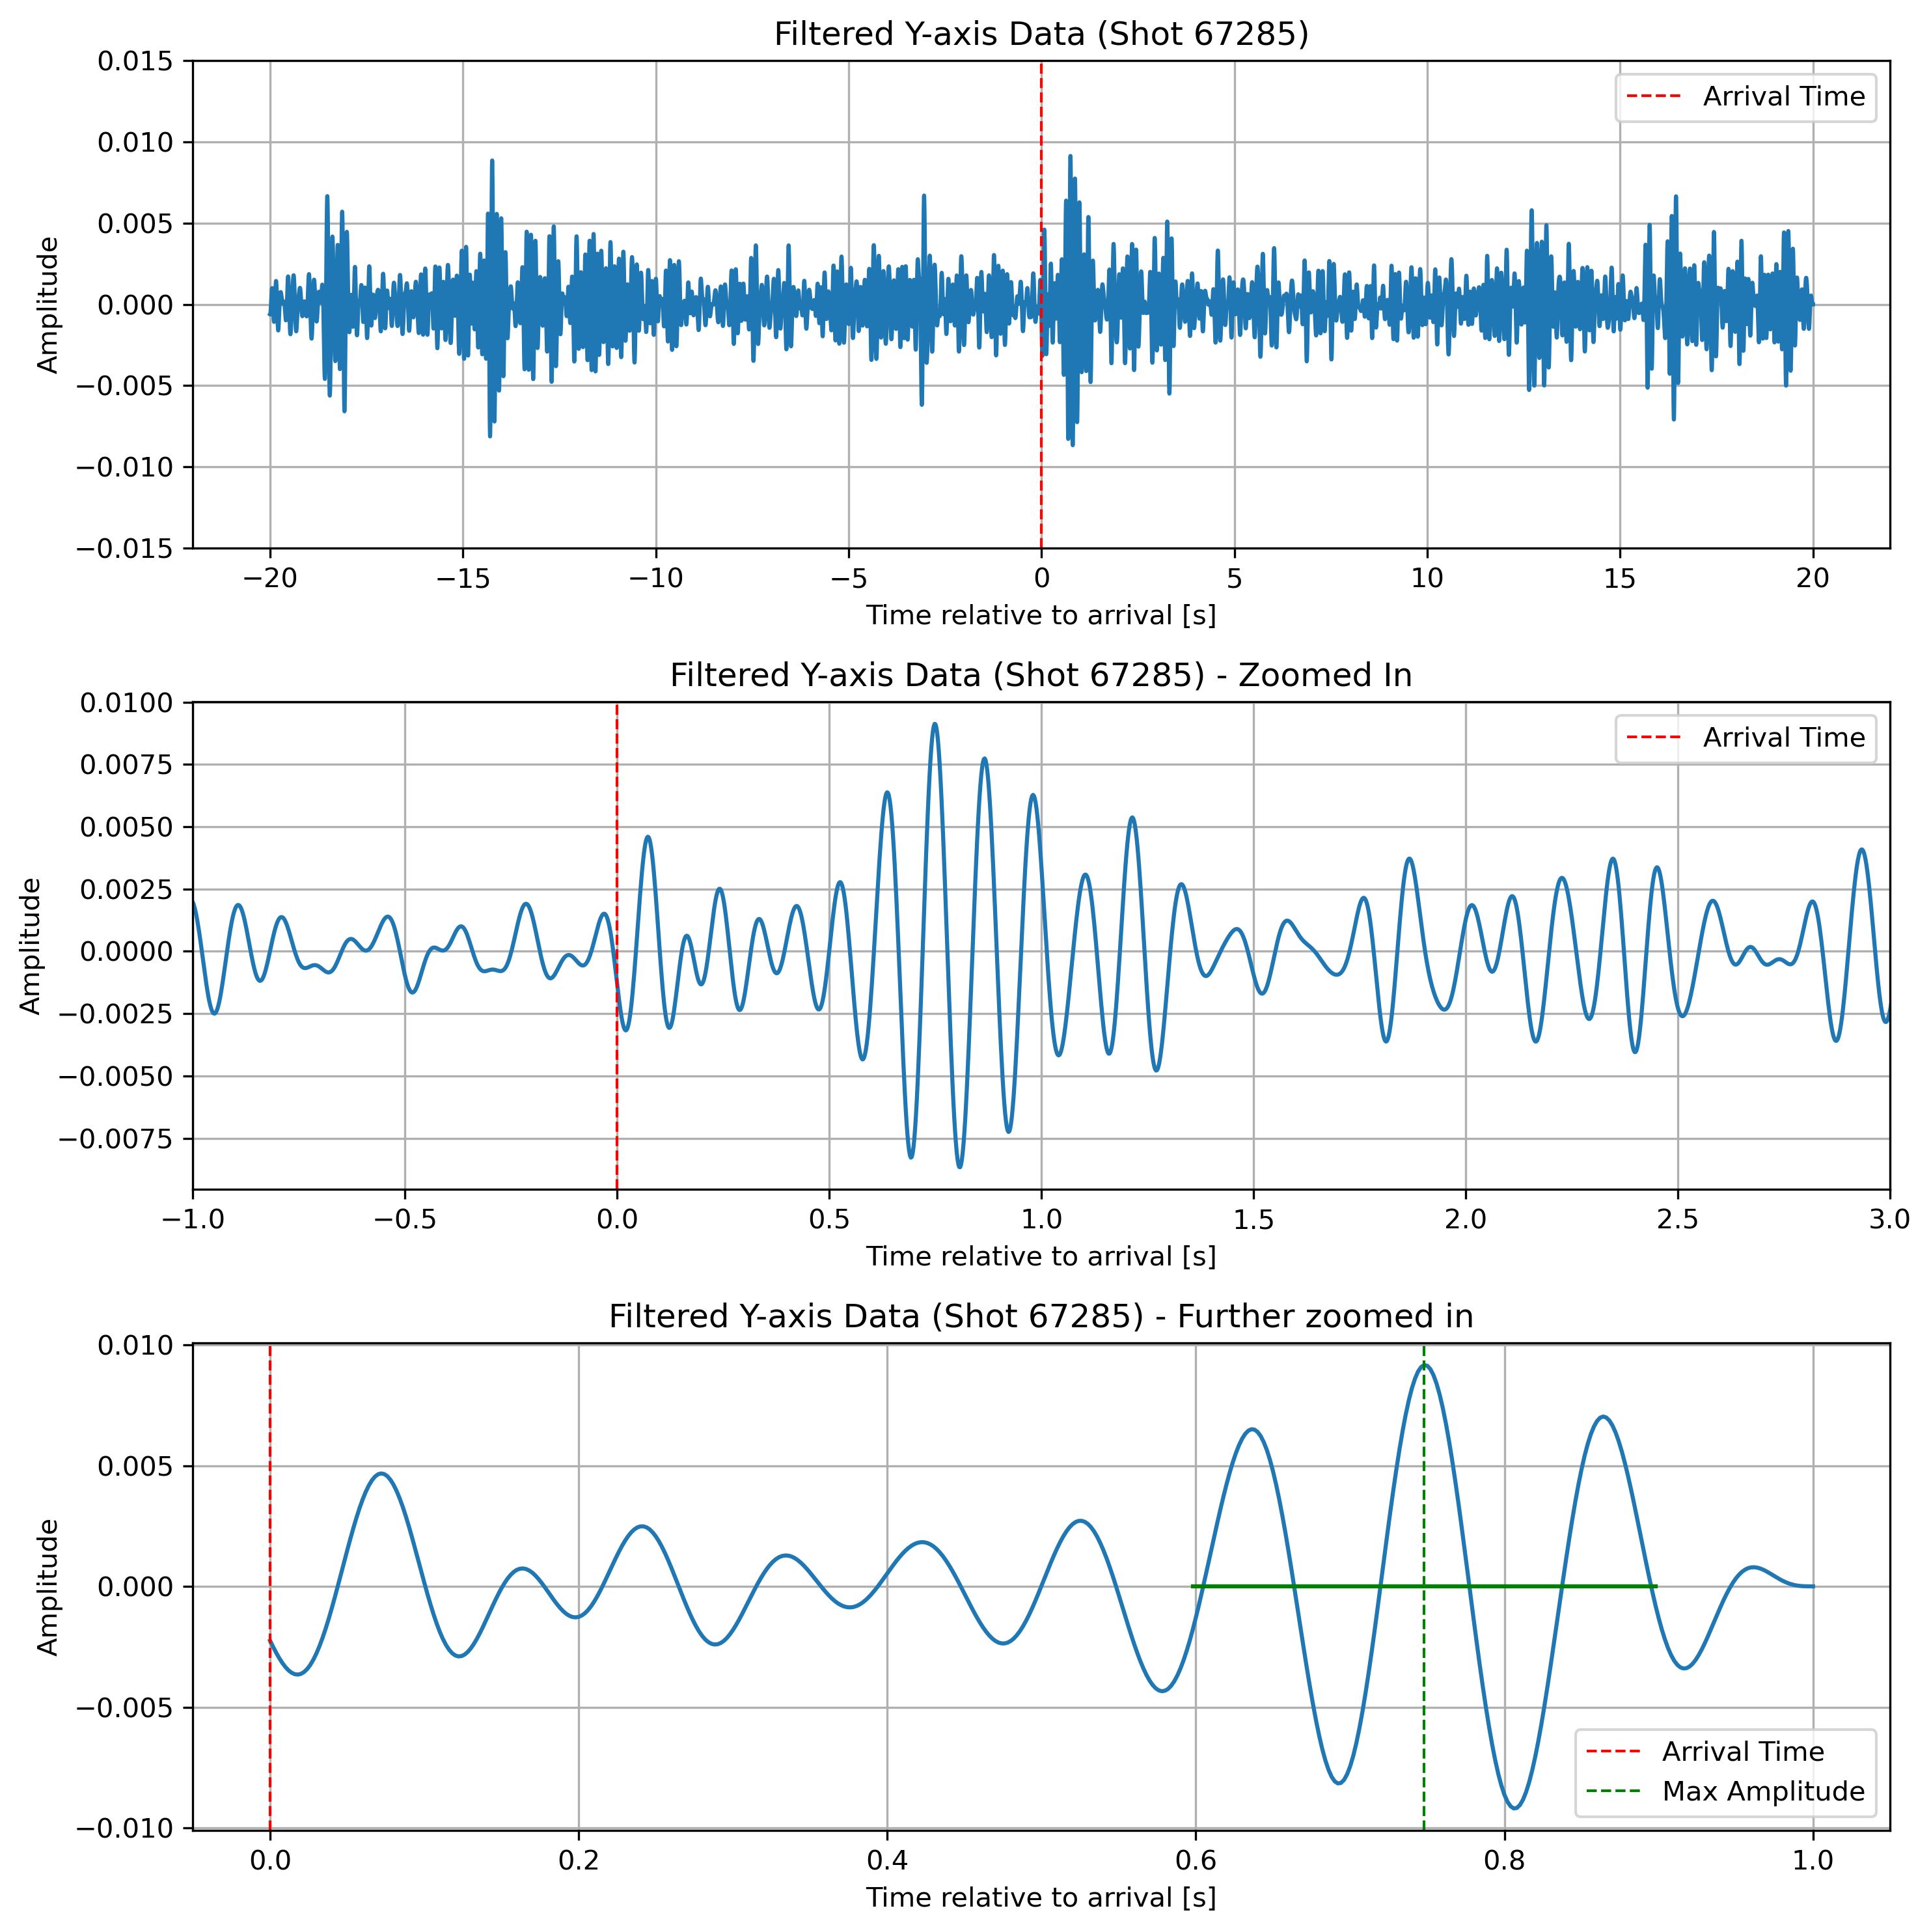 Filtered Y-axis Data (Shot 67285)
0.015
0.010
0.005
0.000
−0.005
−0.010
−0.015
Amplitude
Arrival Time
−20 −15 −10 −5 0 5 10 15 20
Time relative to arrival [s]
Filtered Y-axis Data (Shot 67285) - Zoomed In
0.0100
0.0075
0.0050
0.0025
0.0000
−0.0025
−0.0050
−0.0075
Amplitude
Arrival Time
−1.0 −0.5 0.0 0.5 1.0 1.5 2.0 2.5 3.0
Time relative to arrival [s]
Filtered Y-axis Data (Shot 67285) - Further zoomed in
0.010
0.005
0.000
−0.005
−0.010
Amplitude
Arrival Time
Max Amplitude
0.0 0.2 0.4 0.6 0.8 1.0
Time relative to arrival [s]